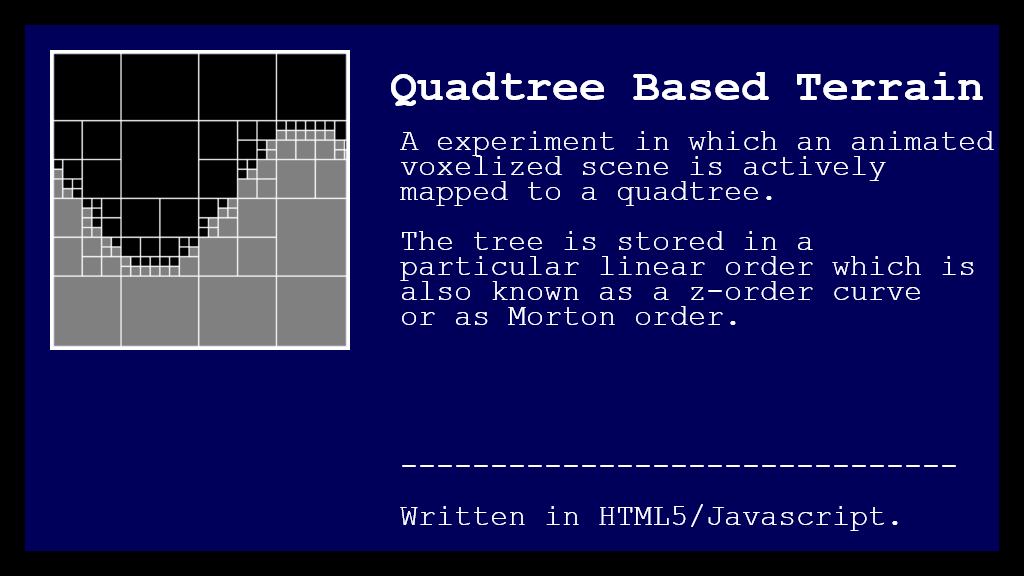 Quadtree Based Terrain
A experiment in which an animated
voxelized scene is actively
mapped to a quadtree.
The tree is stored in a
particular linear order which is
also known as a z-order curve
or as Morton order.
-------------------------------
Written in HTML5/Javascript.